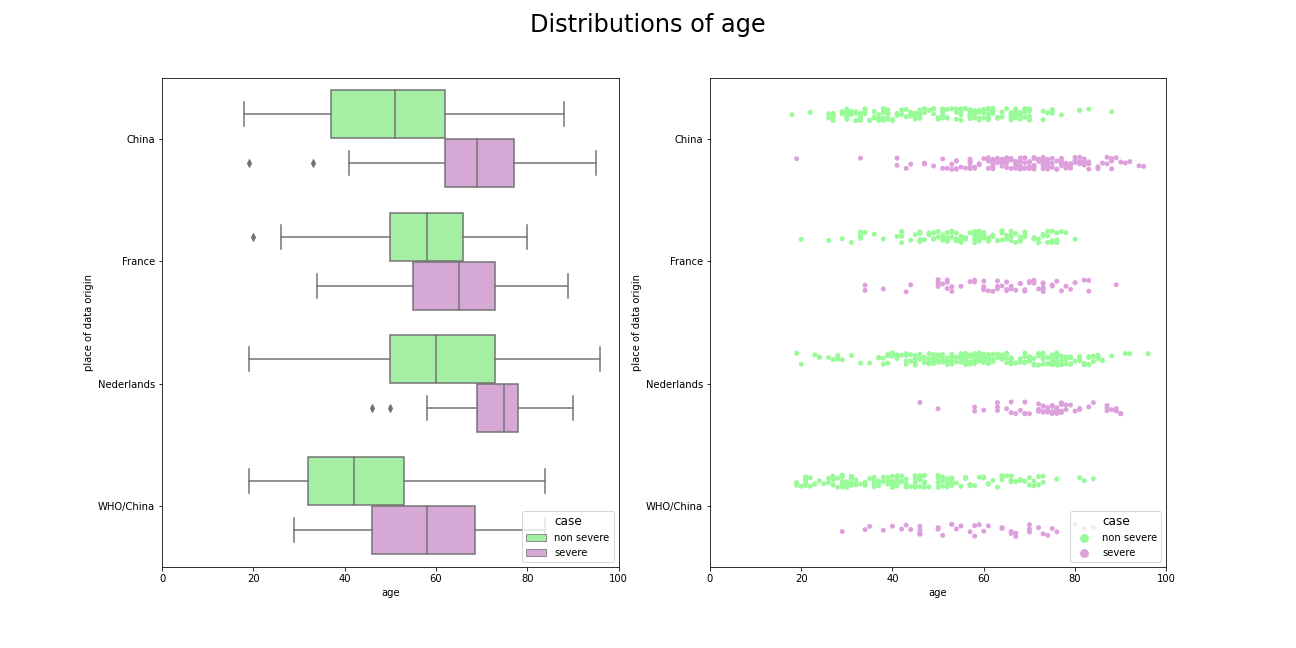 Distributions of age
place of data origin
China
France
Nederlands
WHO/China
case
non severe
severe
0 20 40 60 80 100
age
place of data origin
China
France
Nederlands
WHO/China
case
non severe
severe
0 20 40 60 80 100
age